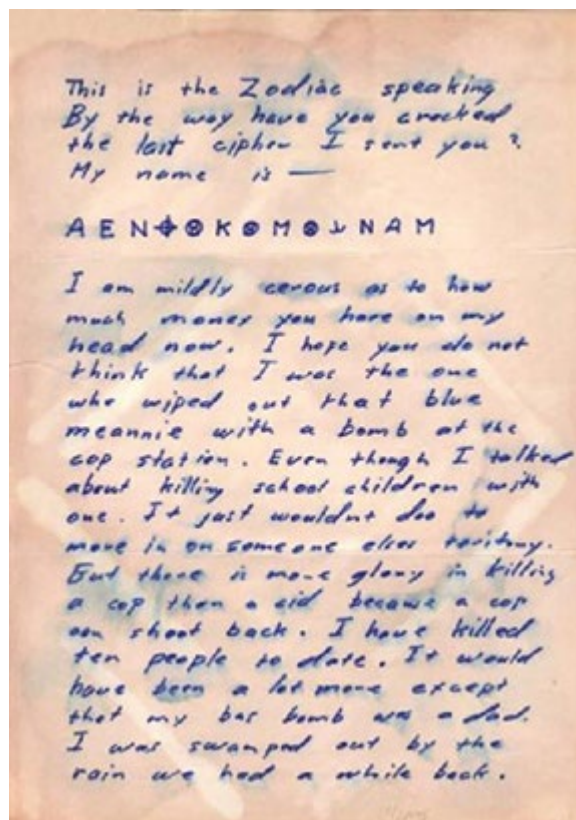 This is the Zodiac speaking
By the way have you cracked
the last cipher I sent you ?
My name is —
A E N ⌖ ⊗ K ⊗ M ⊗ ⅃ N A M
I am mildly cerous as to how
much money you have on my
head now. I hope you do not
think that I was the one
who wiped out that blue
meannie with a bomb at the
cop station. Even though I talked
about killing school children with
one. It just wouldnt doo to
move in on someone elses teritory.
But there is more glory in killing
a cop than a cid because a cop
can shoot back. I have killed
ten people to date. It would
have been a lot more except
that my bus bomb was a dud.
I was swamped out by the
rain we had a while back.